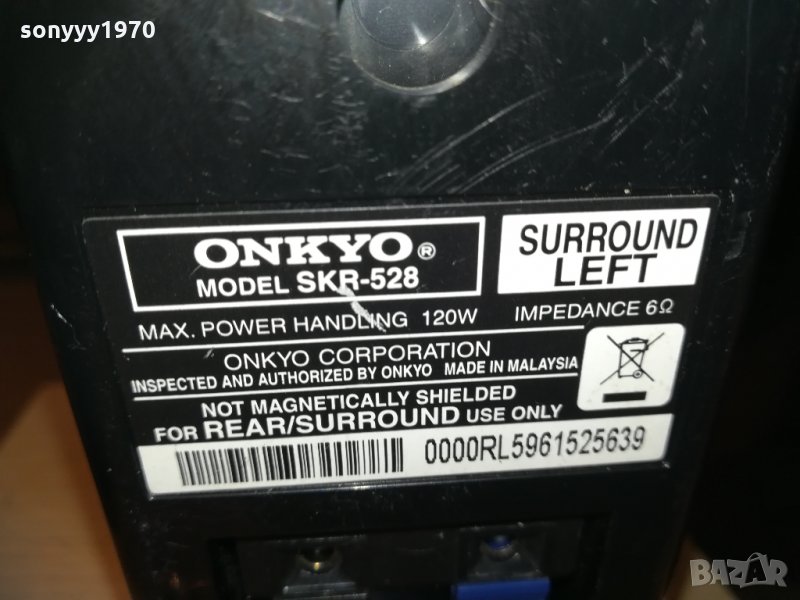 sonyyy1970
ONKYO®
MODEL SKR-528
SURROUND
LEFT
MAX. POWER HANDLING 120W
IMPEDANCE 6Ω
ONKYO CORPORATION
INSPECTED AND AUTHORIZED BY ONKYO MADE IN MALAYSIA
NOT MAGNETICALLY SHIELDED
FOR REAR/SURROUND USE ONLY
0000RL5961525639
BAZAR